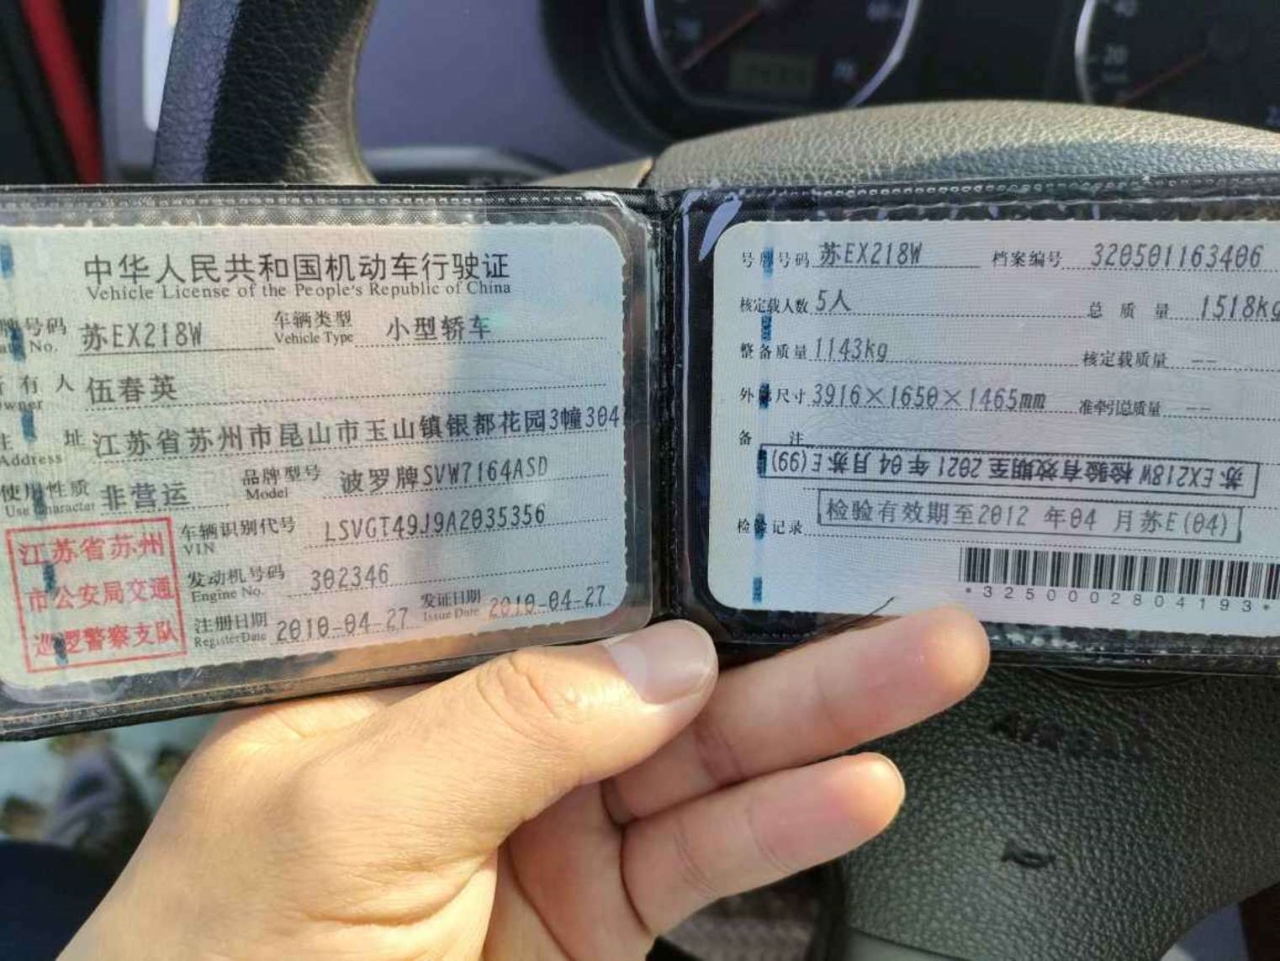 中华人民共和国机动车行驶证
Vehicle License of the People's Republic of China
牌号码 苏EX218W 车辆类型 小型轿车
No. Vehicle Type
有人 伍春英
Owner
址 江苏省苏州市昆山市玉山镇银都花园3幢304
Address
使用性质 非营运 品牌型号 波罗牌SVW7164ASD
Use Character Model
车辆识别代号 LSVGT49J9A2035356
VIN
发动机号码 302346
Engine No.
注册日期 2010-04-27 发证日期 2010-04-27
Register Date Issue Date
江苏省苏州
市公安局交通
巡逻警察支队
号牌号码 苏EX218W 档案编号 320501163406
核定载人数 5人 总质量 1518kg
整备质量 1143kg 核定载质量 --
外廓尺寸 3916×1650×1465mm 准牵引总质量 --
备注
苏EX218W 检验有效期至2021年04月苏E(99)
检验记录 检验有效期至2012 年04 月苏E(04)
*3250002804193*